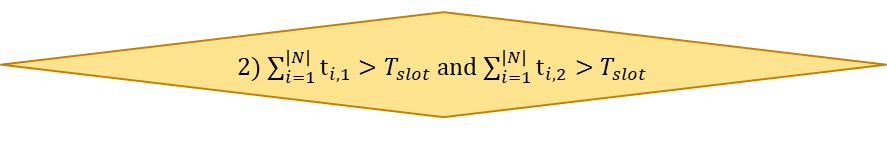 2) ∑_{i=1}^{|N|} t_{i,1} > T_{slot} and ∑_{i=1}^{|N|} t_{i,2} > T_{slot}